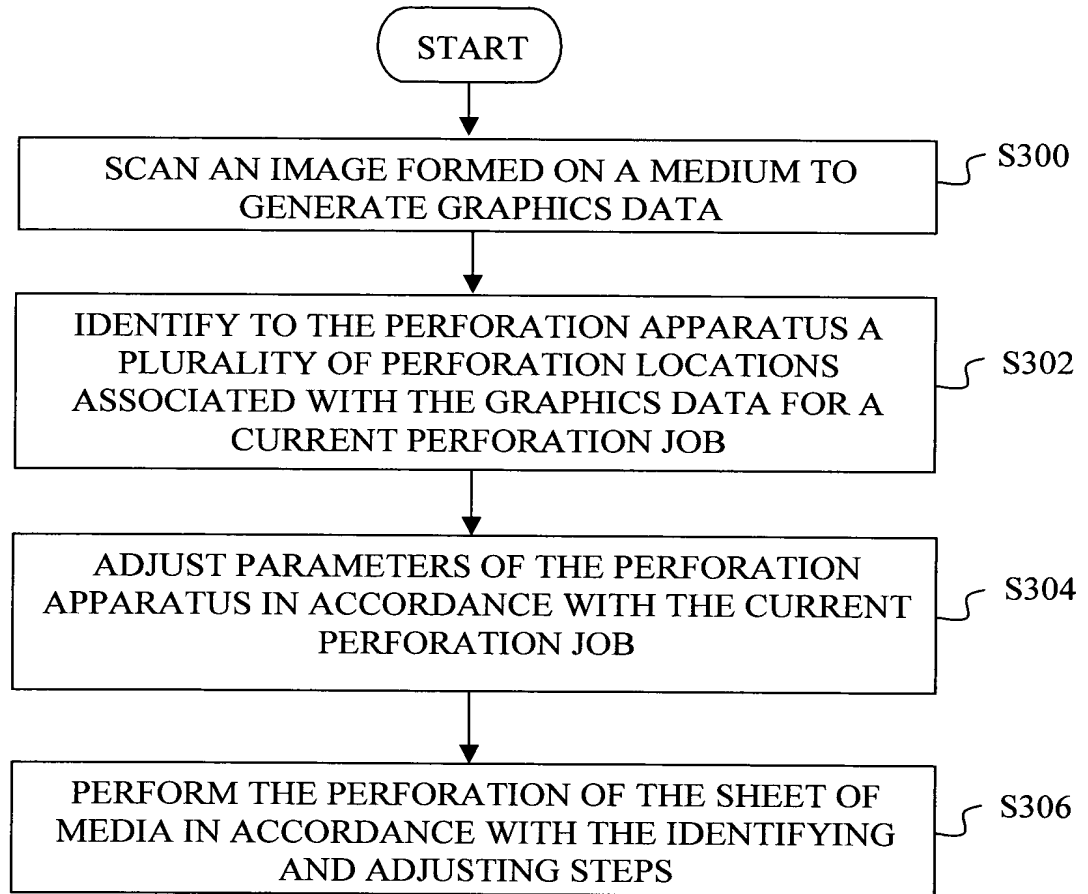 START
SCAN AN IMAGE FORMED ON A MEDIUM TO
GENERATE GRAPHICS DATA
S300
IDENTIFY TO THE PERFORATION APPARATUS A
PLURALITY OF PERFORATION LOCATIONS
ASSOCIATED WITH THE GRAPHICS DATA FOR A
CURRENT PERFORATION JOB
S302
ADJUST PARAMETERS OF THE PERFORATION
APPARATUS IN ACCORDANCE WITH THE CURRENT
PERFORATION JOB
S304
PERFORM THE PERFORATION OF THE SHEET OF
MEDIA IN ACCORDANCE WITH THE IDENTIFYING
AND ADJUSTING STEPS
S306